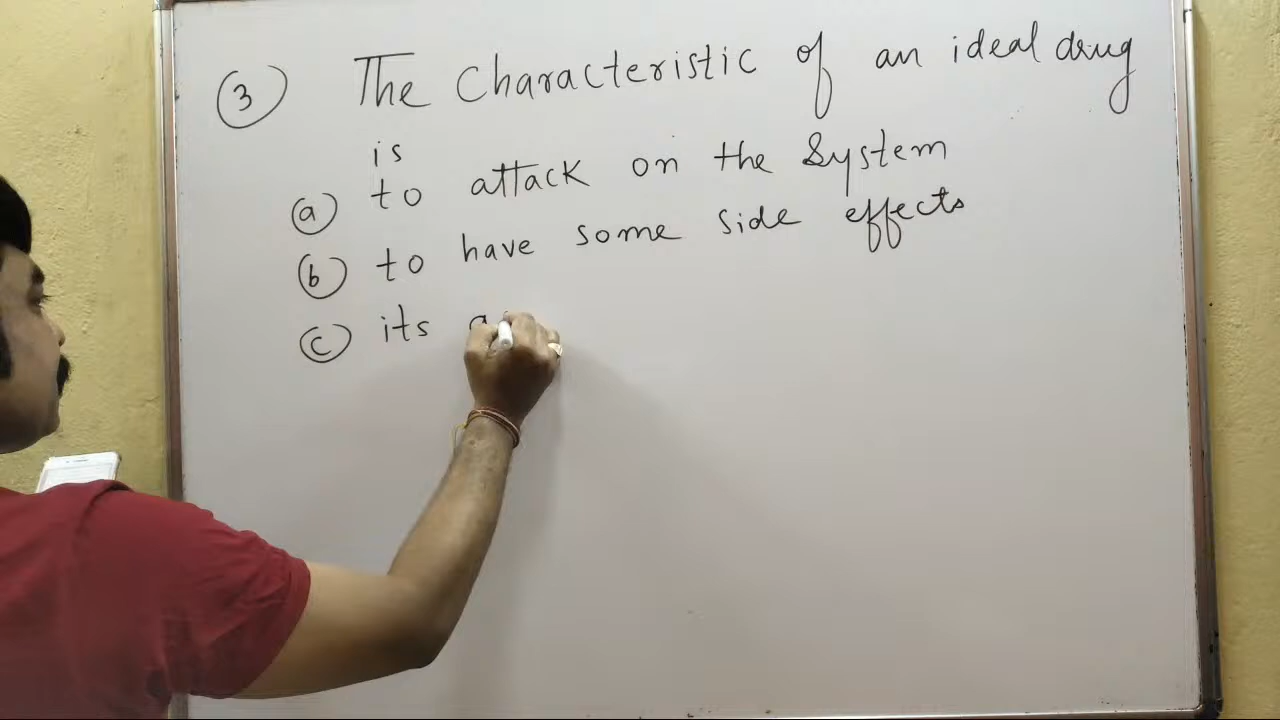 3 The Characteristic of an ideal drug
is
a to attack on the System
b to have some side effects
c its